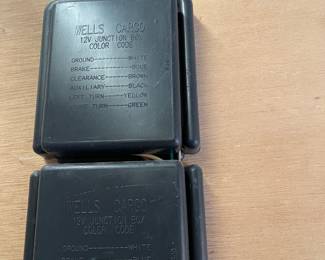 WELLS CARGO
12V JUNCTION BOX
COLOR CODE
GROUND-------WHITE
BRAKE--------BLUE
CLEARANCE----BROWN
AUXILIARY----BLACK
LEFT TURN----YELLOW
TURN----GREEN
WELLS CARGO
12V JUNCTION BOX
COLOR CODE
GROUND-------WHITE